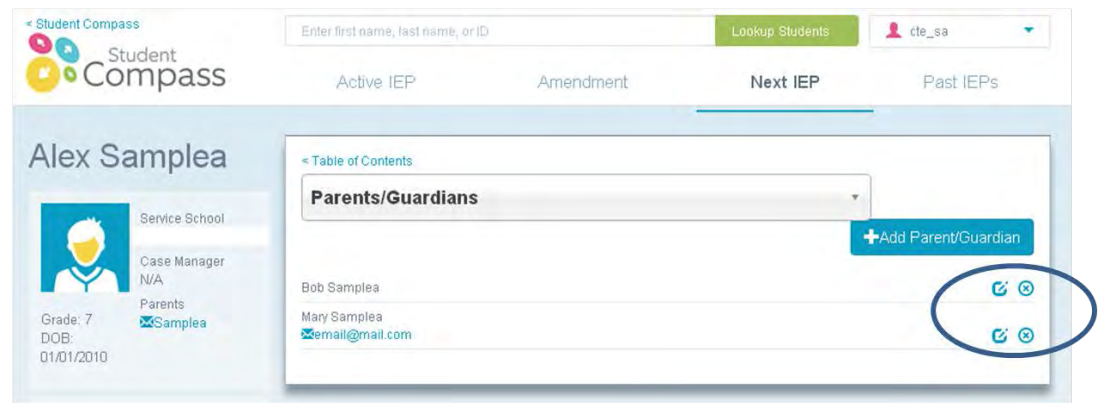 < Student Compass
Student
Compass
Enter first name, last name, or ID
Lookup Students
cte_sa
Active IEP
Amendment
Next IEP
Past IEPs
Alex Samplea
Service School
Case Manager
N/A
Parents
Samplea
Grade: 7
DOB:
01/01/2010
< Table of Contents
Parents/Guardians
+Add Parent/Guardian
Bob Samplea
Mary Samplea
email@mail.com